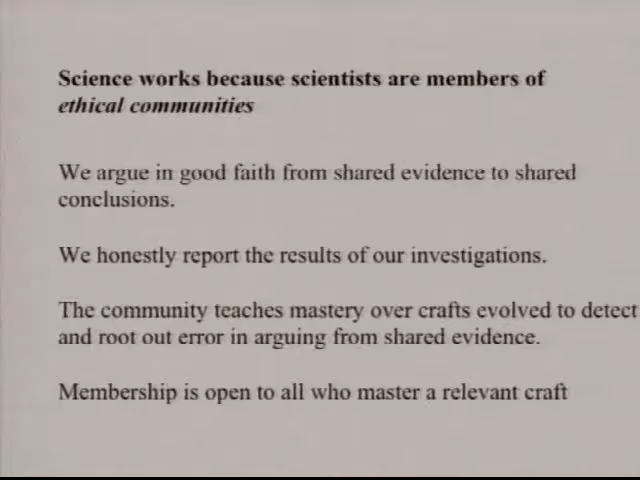 Science works because scientists are members of
ethical communities
We argue in good faith from shared evidence to shared
conclusions.
We honestly report the results of our investigations.
The community teaches mastery over crafts evolved to detect
and root out error in arguing from shared evidence.
Membership is open to all who master a relevant craft